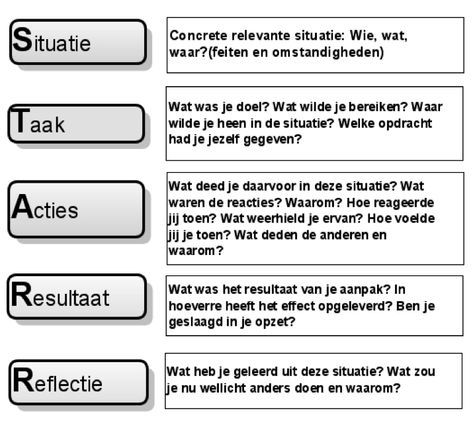 Situatie
Concrete relevante situatie: Wie, wat,
waar?(feiten en omstandigheden)
Taak
Wat was je doel? Wat wilde je bereiken? Waar
wilde je heen in de situatie? Welke opdracht
had je jezelf gegeven?
Acties
Wat deed je daarvoor in deze situatie? Wat
waren de reacties? Waarom? Hoe reageerde
jij toen? Wat weerhield je ervan? Hoe voelde
jij je toen? Wat deden de anderen en
waarom?
Resultaat
Wat was het resultaat van je aanpak? In
hoeverre heeft het effect opgeleverd? Ben je
geslaagd in je opzet?
Reflectie
Wat heb je geleerd uit deze situatie? Wat zou
je nu wellicht anders doen en waarom?